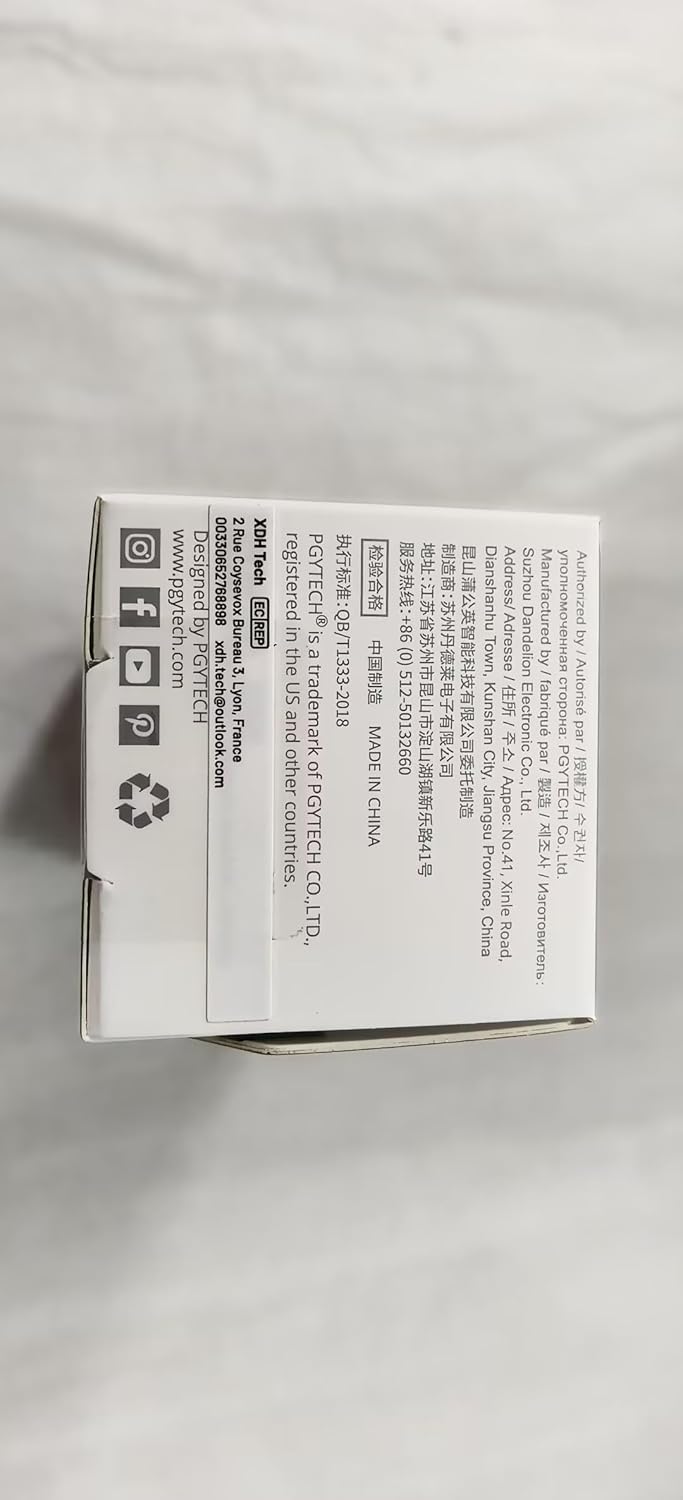 Authorized by / Autorisé par / 授權方/ 수권자/
уполномоченная сторона: PGYTECH Co.,Ltd.
Manufactured by / fabriqué par / 製造 / 제조사 / Изготовитель:
Suzhou Dandelion Electronic Co., Ltd.
Address/ Adresse / 住所 / 주소 / Адрес: No.41, Xinle Road,
Dianshanhu Town, Kunshan City, Jiangsu Province, China
昆山蒲公英智能科技有限公司委托制造
制造商：苏州丹德莱电子有限公司
地址：江苏省苏州市昆山市淀山湖镇新乐路41号
服务热线：+86 (0) 512-50132660
检验合格 中国制造 MADE IN CHINA
执行标准：QB/T1333-2018
PGYTECH® is a trademark of PGYTECH CO.,LTD.,
registered in the US and other countries.
XDH Tech EC REP
2 Rue Coysevox Bureau 3, Lyon, France
0033065276​8898 xdh.tech@outlook.com
Designed by PGYTECH
www.pgytech.com